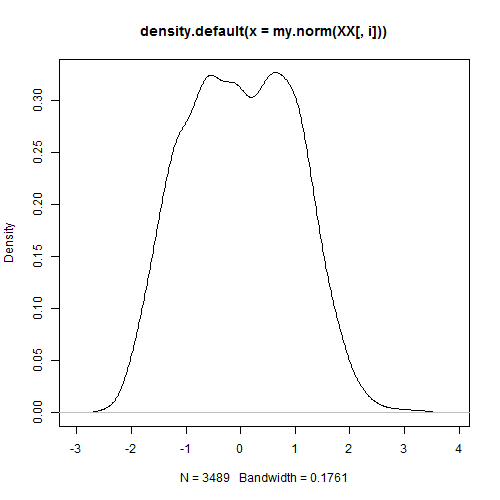 density.default(x = my.norm(XX[, i]))
Density
0.30
0.25
0.20
0.15
0.10
0.05
0.00
-3 -2 -1 0 1 2 3 4
N = 3489 Bandwidth = 0.1761